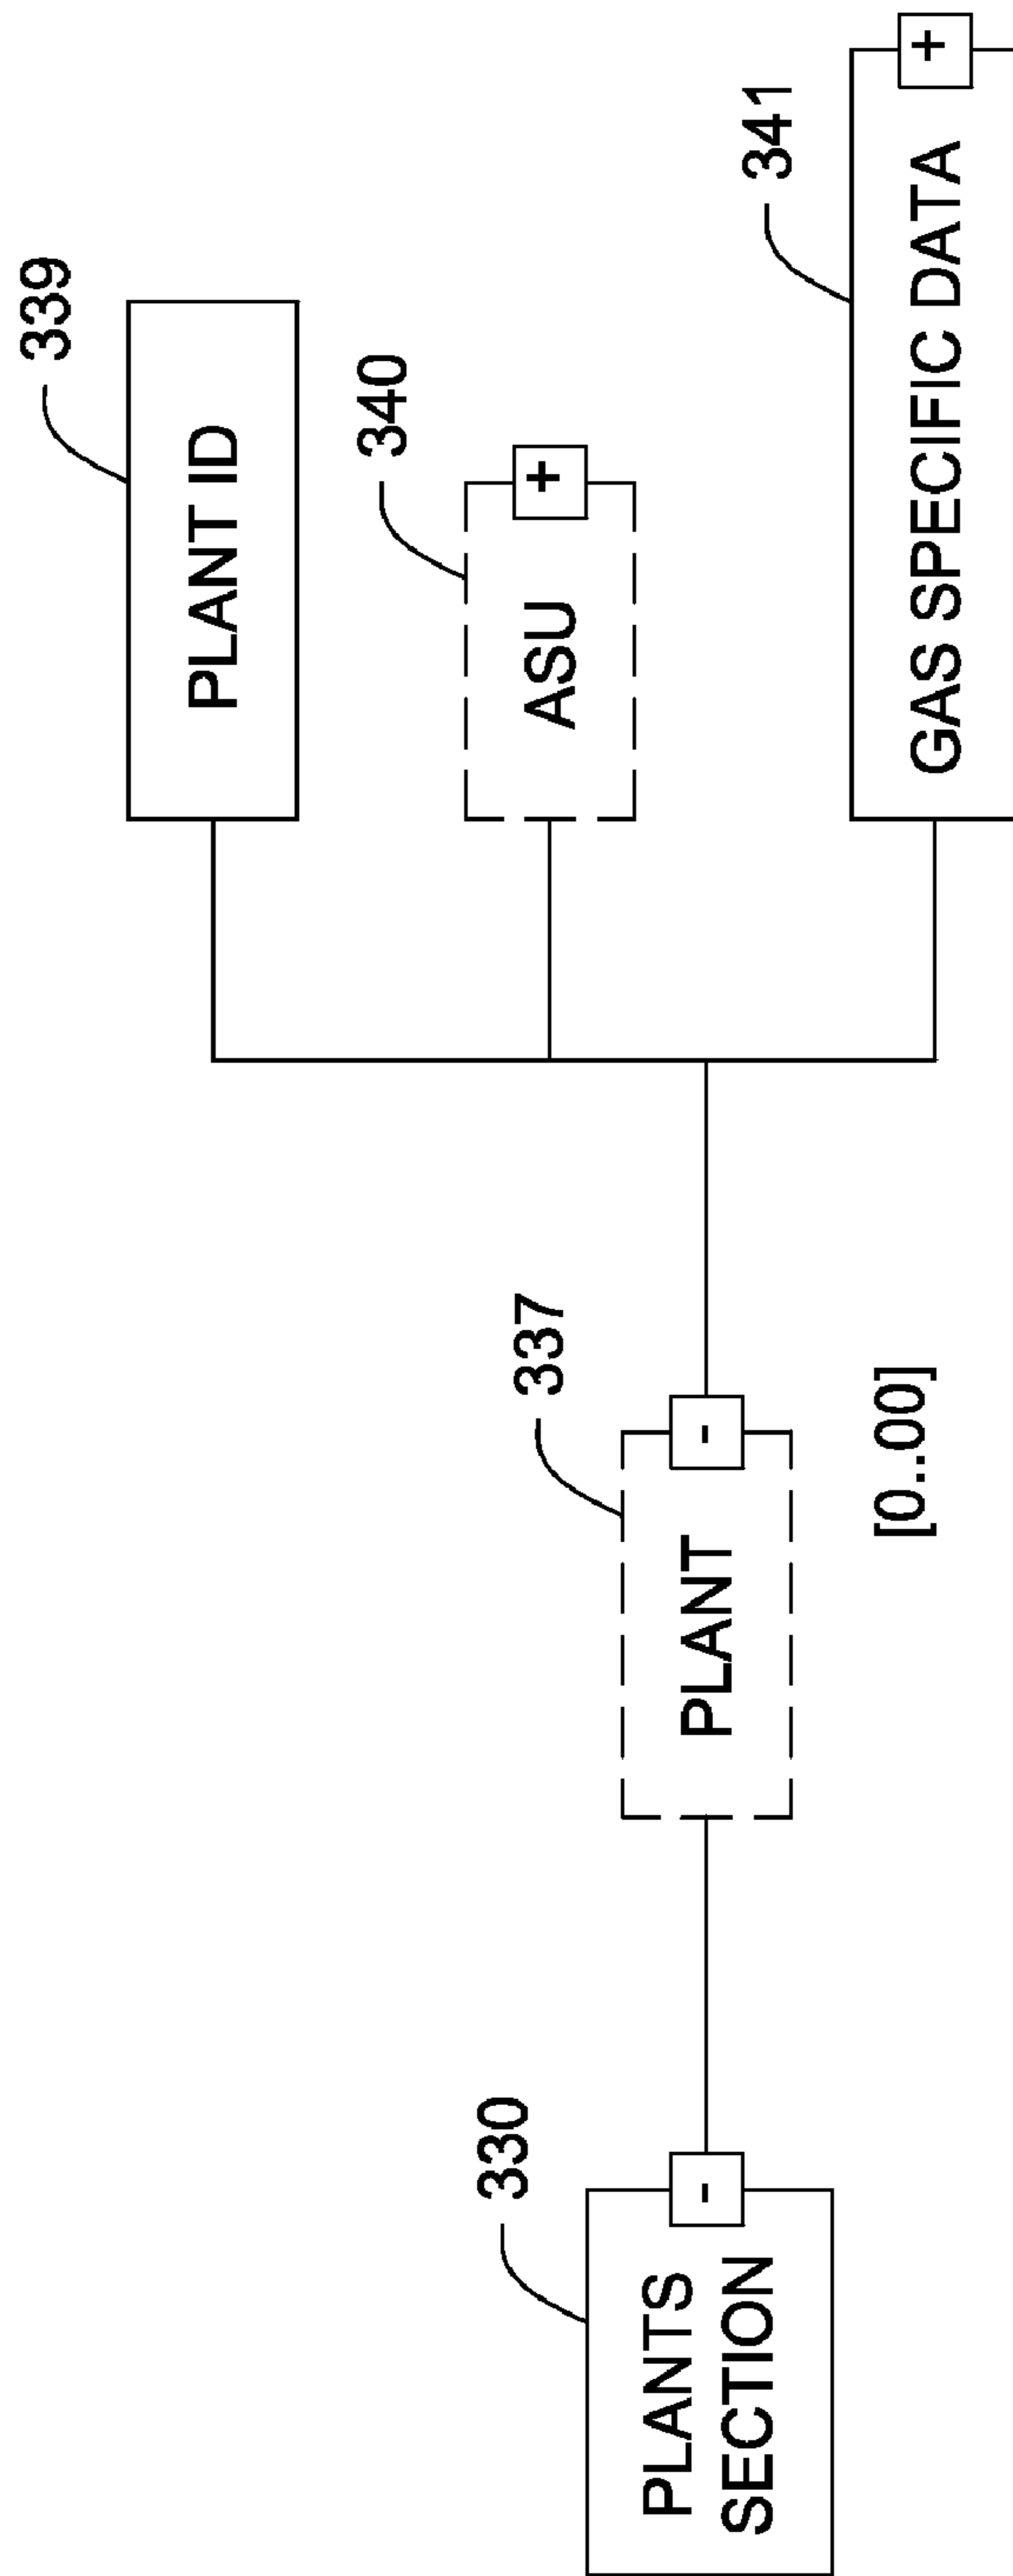 330
PLANTS
SECTION
-
337
PLANT
-
[0..00]
339
PLANT ID
340
ASU
+
341
GAS SPECIFIC DATA
+